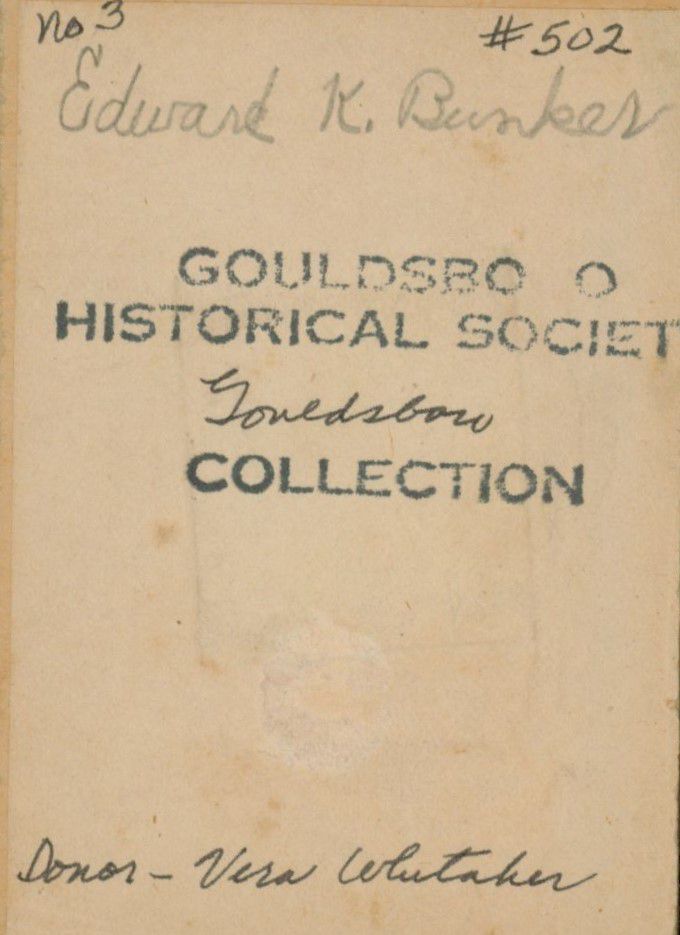 no 3 #502
Edward K. Bunker
GOULDSBO O
HISTORICAL SOCIET
Gouldsboro
COLLECTION
Donor - Vera Whitaker